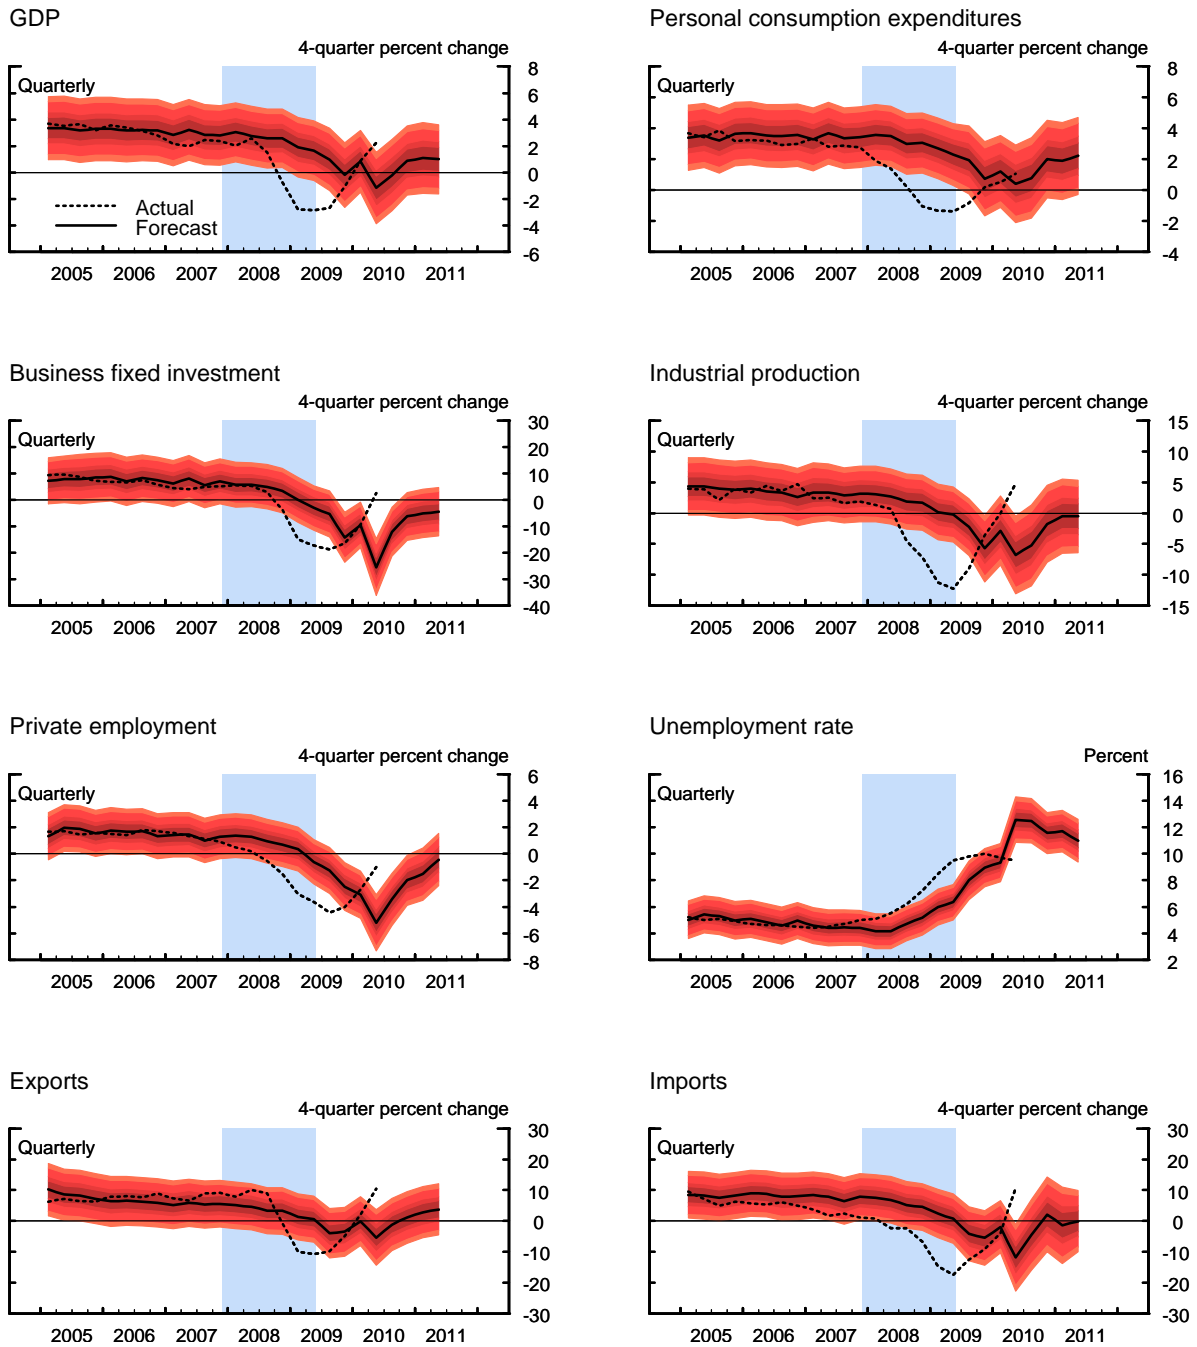 GDP
4-quarter percent change
Quarterly
8
6
4
2
0
-2
-4
-6
Actual
Forecast
2005 2006 2007 2008 2009 2010 2011
Personal consumption expenditures
4-quarter percent change
Quarterly
8
6
4
2
0
-2
-4
2005 2006 2007 2008 2009 2010 2011
Business fixed investment
4-quarter percent change
Quarterly
30
20
10
0
-10
-20
-30
-40
2005 2006 2007 2008 2009 2010 2011
Industrial production
4-quarter percent change
Quarterly
15
10
5
0
-5
-10
-15
2005 2006 2007 2008 2009 2010 2011
Private employment
4-quarter percent change
Quarterly
6
4
2
0
-2
-4
-6
-8
2005 2006 2007 2008 2009 2010 2011
Unemployment rate
Percent
Quarterly
16
14
12
10
8
6
4
2
2005 2006 2007 2008 2009 2010 2011
Exports
4-quarter percent change
Quarterly
30
20
10
0
-10
-20
-30
2005 2006 2007 2008 2009 2010 2011
Imports
4-quarter percent change
Quarterly
30
20
10
0
-10
-20
-30
2005 2006 2007 2008 2009 2010 2011